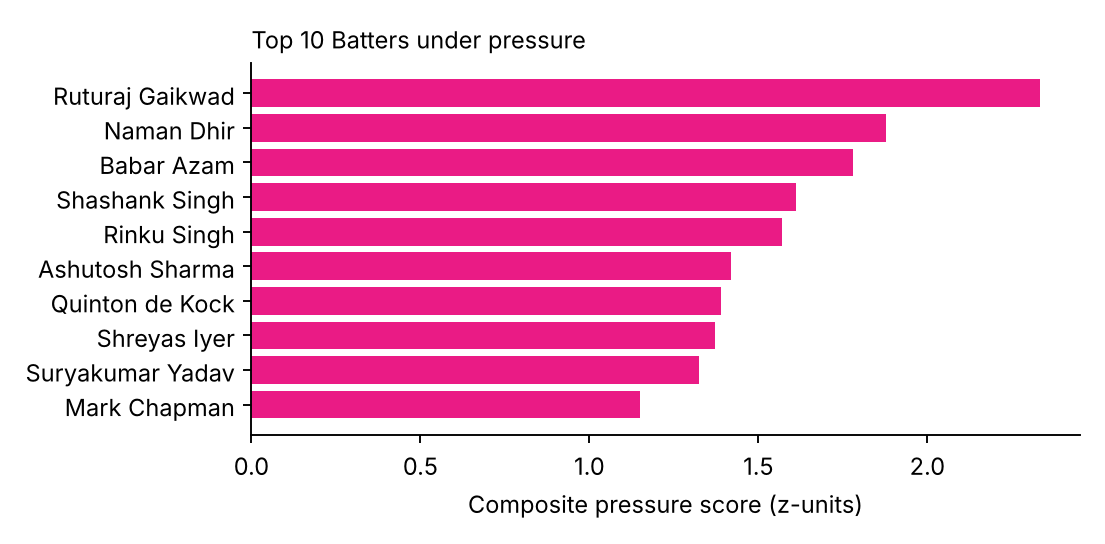 Top 10 Batters under pressure
Ruturaj Gaikwad
Naman Dhir
Babar Azam
Shashank Singh
Rinku Singh
Ashutosh Sharma
Quinton de Kock
Shreyas Iyer
Suryakumar Yadav
Mark Chapman
0.0 0.5 1.0 1.5 2.0
Composite pressure score (z-units)